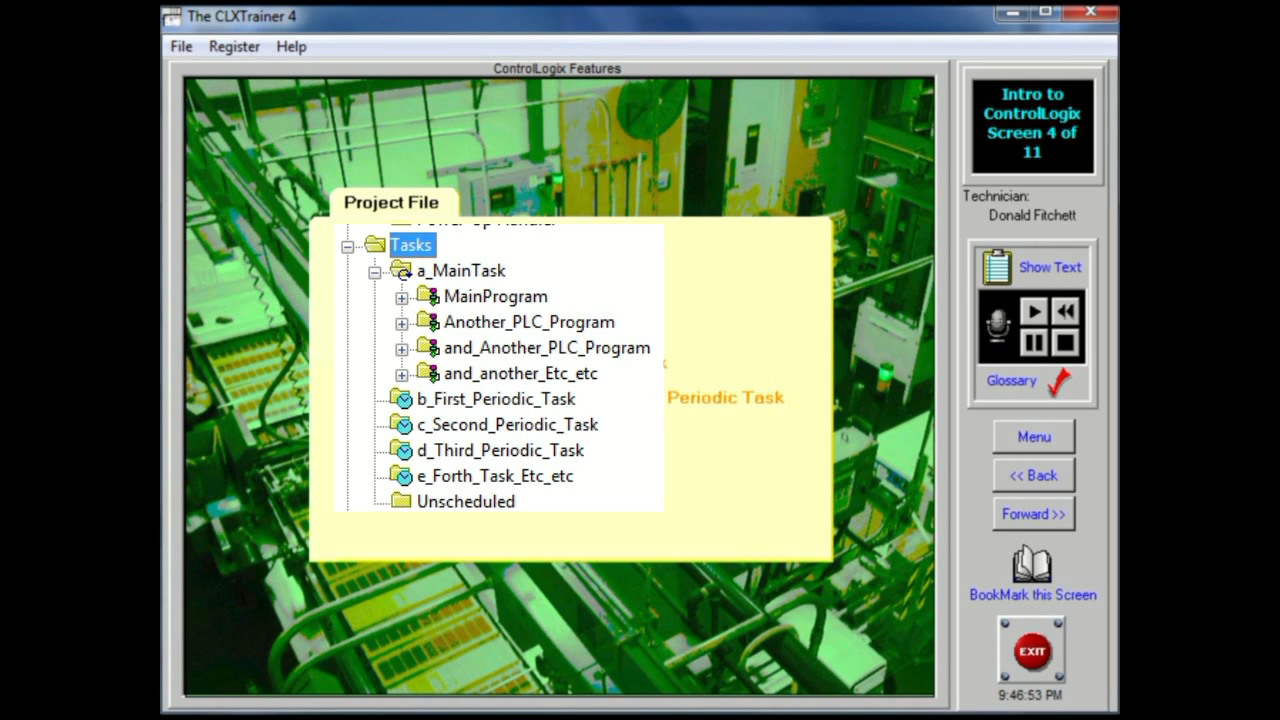 The CLXTrainer 4
File Register Help
ControlLogix Features
Intro to
ControlLogix
Screen 4 of
11
Technician:
Donald Fitchett
Project File
Tasks
a_MainTask
MainProgram
Another_PLC_Program
and_Another_PLC_Program
and_another_Etc_etc
b_First_Periodic_Task
Periodic Task
c_Second_Periodic_Task
d_Third_Periodic_Task
e_Forth_Task_Etc_etc
Unscheduled
Show Text
Glossary
Menu
<< Back
Forward >>
BookMark this Screen
EXIT
9:46:53 PM